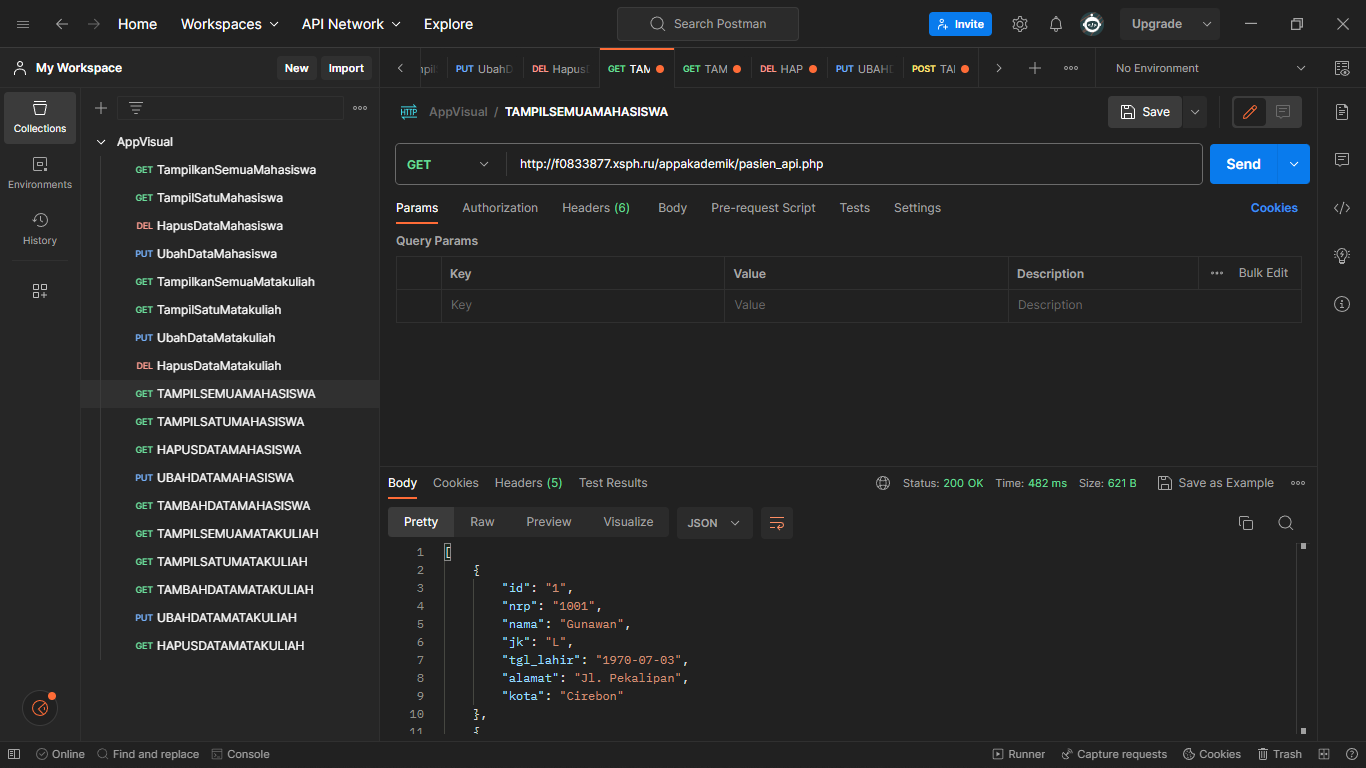 Home Workspaces API Network Explore Search Postman Invite Upgrade
My Workspace New Import
PUT UbahD DEL Hapus GET TAM GET TAM DEL HAP PUT UBAHD POST TA No Environment
Collections
Environments
History
AppVisual
GET TampilkanSemuaMahasiswa
GET TampilSatuMahasiswa
DEL HapusDataMahasiswa
PUT UbahDataMahasiswa
GET TampilkanSemuaMatakuliah
GET TampilSatuMatakuliah
PUT UbahDataMatakuliah
DEL HapusDataMatakuliah
GET TAMPILSEMUAMAHASISWA
GET TAMPILSATUMAHASISWA
GET HAPUSDATAMAHASISWA
PUT UBAHDATAMAHASISWA
GET TAMBAHDATAMAHASISWA
GET TAMPILSEMUAMATAKULIAH
GET TAMPILSATUMATAKULIAH
GET TAMBAHDATAMATAKULIAH
PUT UBAHDATAMATAKULIAH
GET HAPUSDATAMATAKULIAH
HTTP AppVisual / TAMPILSEMUAMAHASISWA Save
GET http://f0833877.xsph.ru/appakademik/pasien_api.php Send
Params Authorization Headers (6) Body Pre-request Script Tests Settings Cookies
Query Params
Key Value Description Bulk Edit
Key Value Description
Body Cookies Headers (5) Test Results Status: 200 OK Time: 482 ms Size: 621 B Save as Example
Pretty Raw Preview Visualize JSON
1 [
2 {
3 "id": "1",
4 "nrp": "1001",
5 "nama": "Gunawan",
6 "jk": "L",
7 "tgl_lahir": "1970-07-03",
8 "alamat": "Jl. Pekalipan",
9 "kota": "Cirebon"
10 },
11 {
Online Find and replace Console Runner Capture requests Cookies Trash